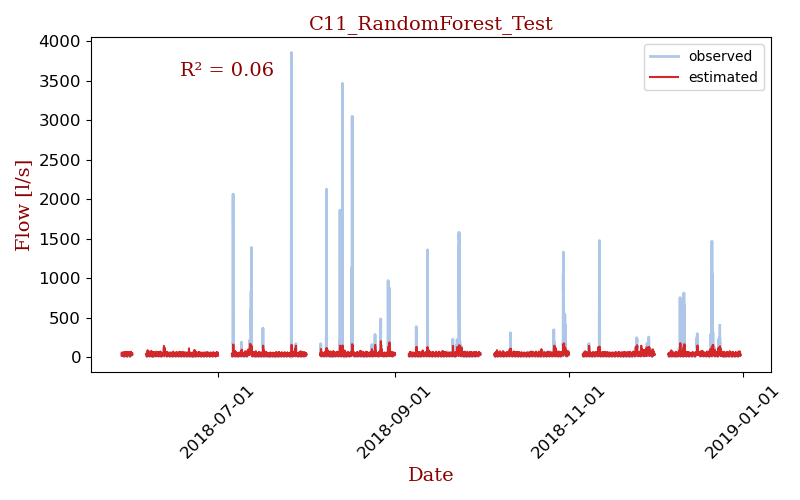 C11_RandomForest_Test
R² = 0.06
observed
estimated
Flow [l/s]
4000
3500
3000
2500
2000
1500
1000
500
0
2018-07-01
2018-09-01
2018-11-01
2019-01-01
Date